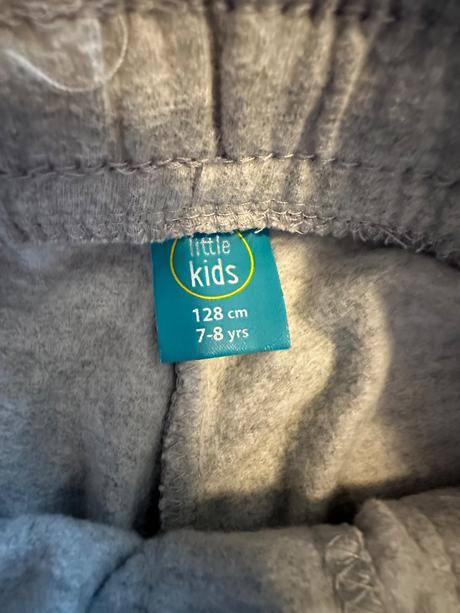 little
kids
128 cm
7-8 yrs